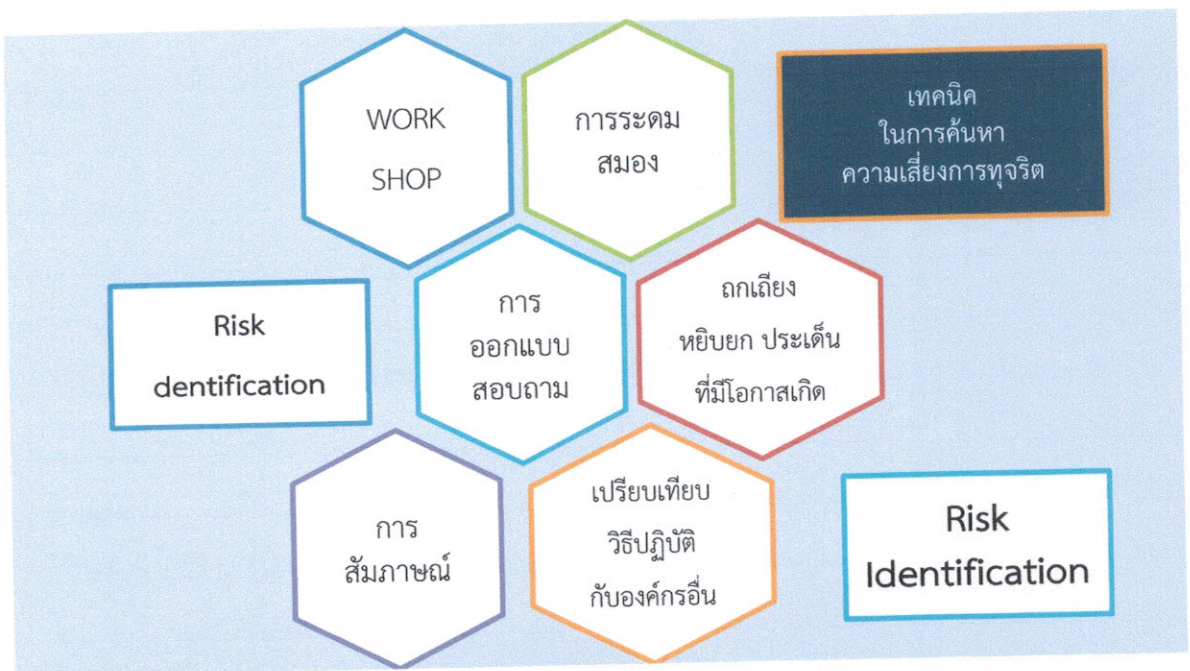 WORK
SHOP
การระดม
สมอง
เทคนิค
ในการค้นหา
ความเสี่ยงการทุจริต
Risk
dentification
การ
ออกแบบ
สอบถาม
ถกเถียง
หยิบยก ประเด็น
ที่มีโอกาสเกิด
การ
สัมภาษณ์
เปรียบเทียบ
วิธีปฏิบัติ
กับองค์กรอื่น
Risk
Identification